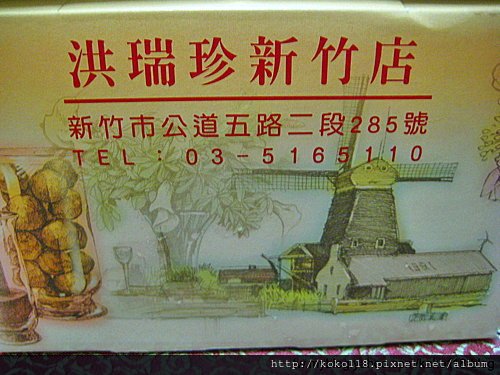 洪瑞珍新竹店
新竹市公道五路二段285號
TEL：03-5165110
http://koko118.pixnet.net/album